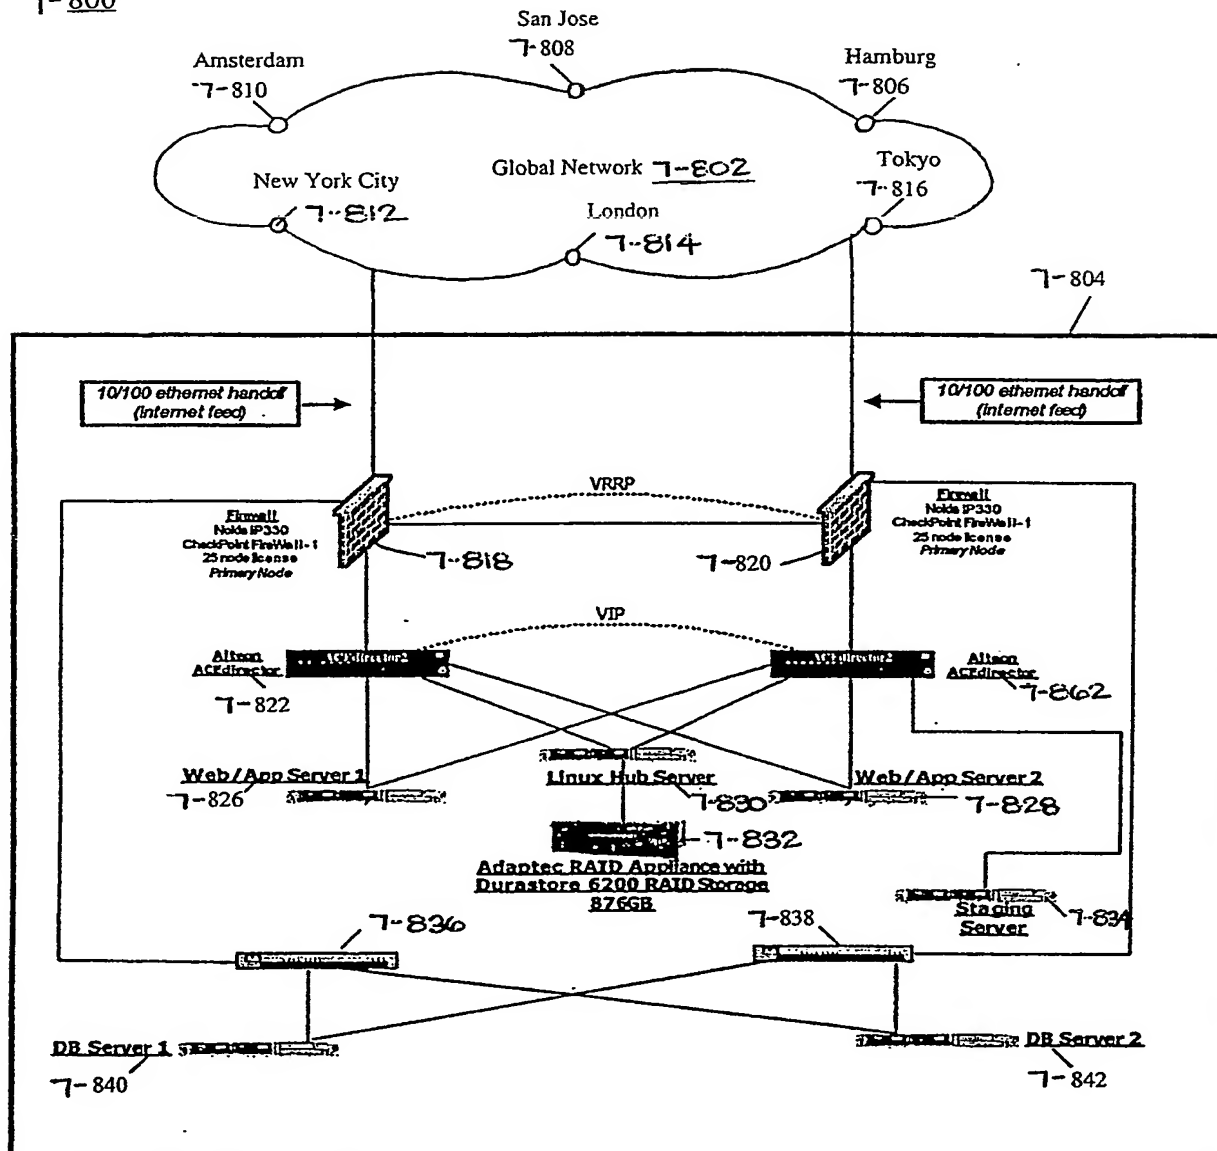 7-800
San Jose
7-808
Amsterdam
7-810
Hamburg
7-806
Global Network 7-802
Tokyo
7-816
New York City
7-812
London
7-814
7-804
10/100 ethernet handoff
(internet feed)
10/100 ethernet handoff
(internet feed)
VRRP
Firewall
Nokia IP330
CheckPoint FireWall-1
25 node license
Primary Node
7-818
7-820
Firewall
Nokia IP330
CheckPoint FireWall-1
25 node license
Primary Node
VIP
Alteon
ACEdirector
7-822
ACEdirector2
ACEdirector2
Alteon
ACEdirector
7-862
Web/App Server 1
7-826
Linux Hub Server
7-830
Web/App Server 2
7-828
7-832
Adaptec RAID Appliance with
Durastore 6200 RAID Storage
876GB
Staging
Server
7-834
7-836
7-838
DB Server 1
7-840
DB Server 2
7-842